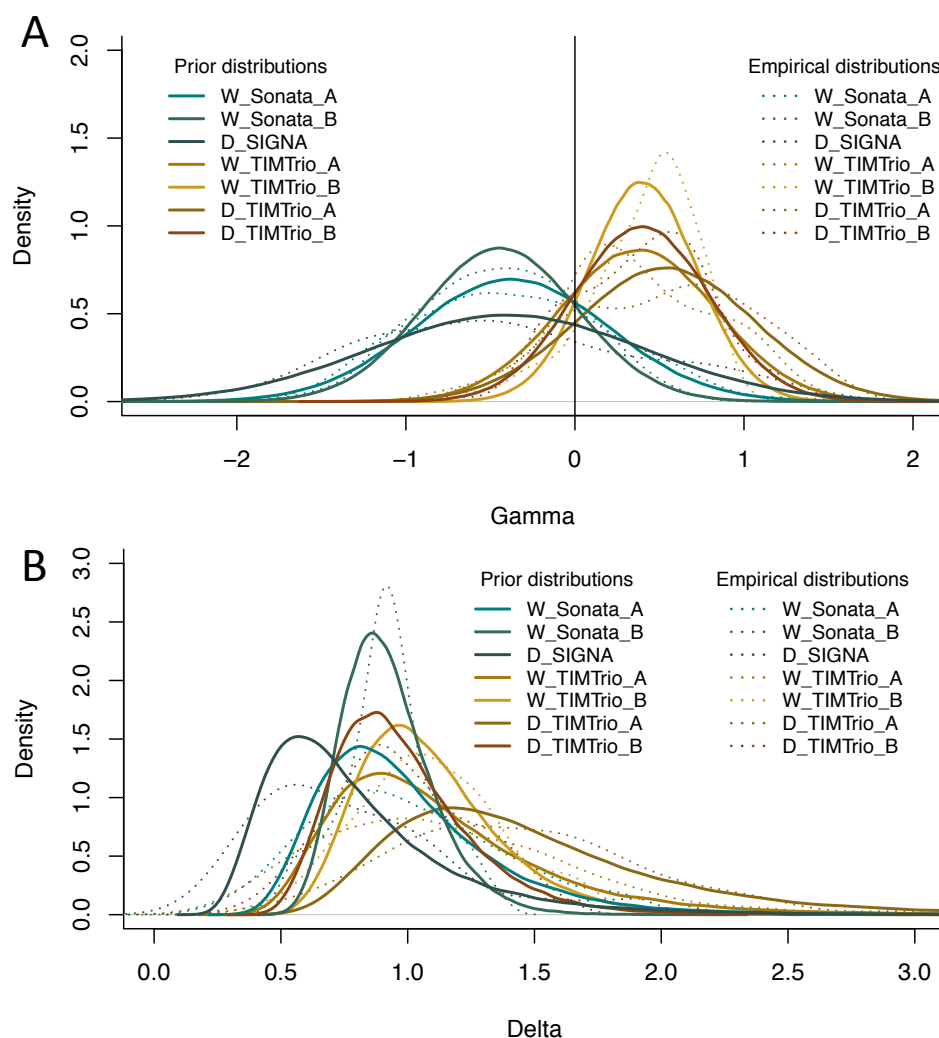 A
Prior distributions
W_Sonata_A
W_Sonata_B
D_SIGNA
W_TIMTrio_A
W_TIMTrio_B
D_TIMTrio_A
D_TIMTrio_B
Empirical distributions
W_Sonata_A
W_Sonata_B
D_SIGNA
W_TIMTrio_A
W_TIMTrio_B
D_TIMTrio_A
D_TIMTrio_B
Density
2.0
1.5
1.0
0.5
0.0
−2
−1
0
1
2
Gamma
B
Prior distributions
W_Sonata_A
W_Sonata_B
D_SIGNA
W_TIMTrio_A
W_TIMTrio_B
D_TIMTrio_A
D_TIMTrio_B
Empirical distributions
W_Sonata_A
W_Sonata_B
D_SIGNA
W_TIMTrio_A
W_TIMTrio_B
D_TIMTrio_A
D_TIMTrio_B
Density
3.0
2.5
2.0
1.5
1.0
0.5
0.0
0.0
0.5
1.0
1.5
2.0
2.5
3.0
Delta